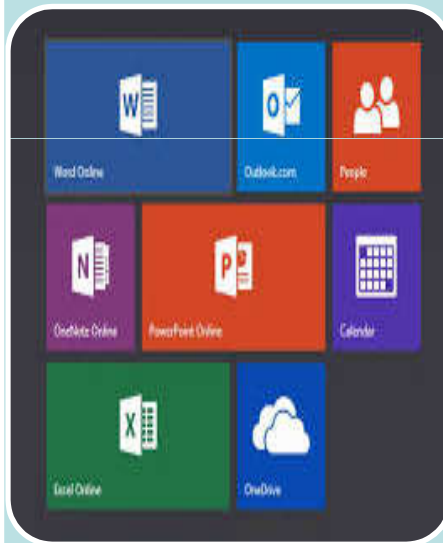 W
O
Word Online
Outlook.com
People
N
P
OneNote Online
PowerPoint Online
Calendar
X
Excel Online
OneDrive